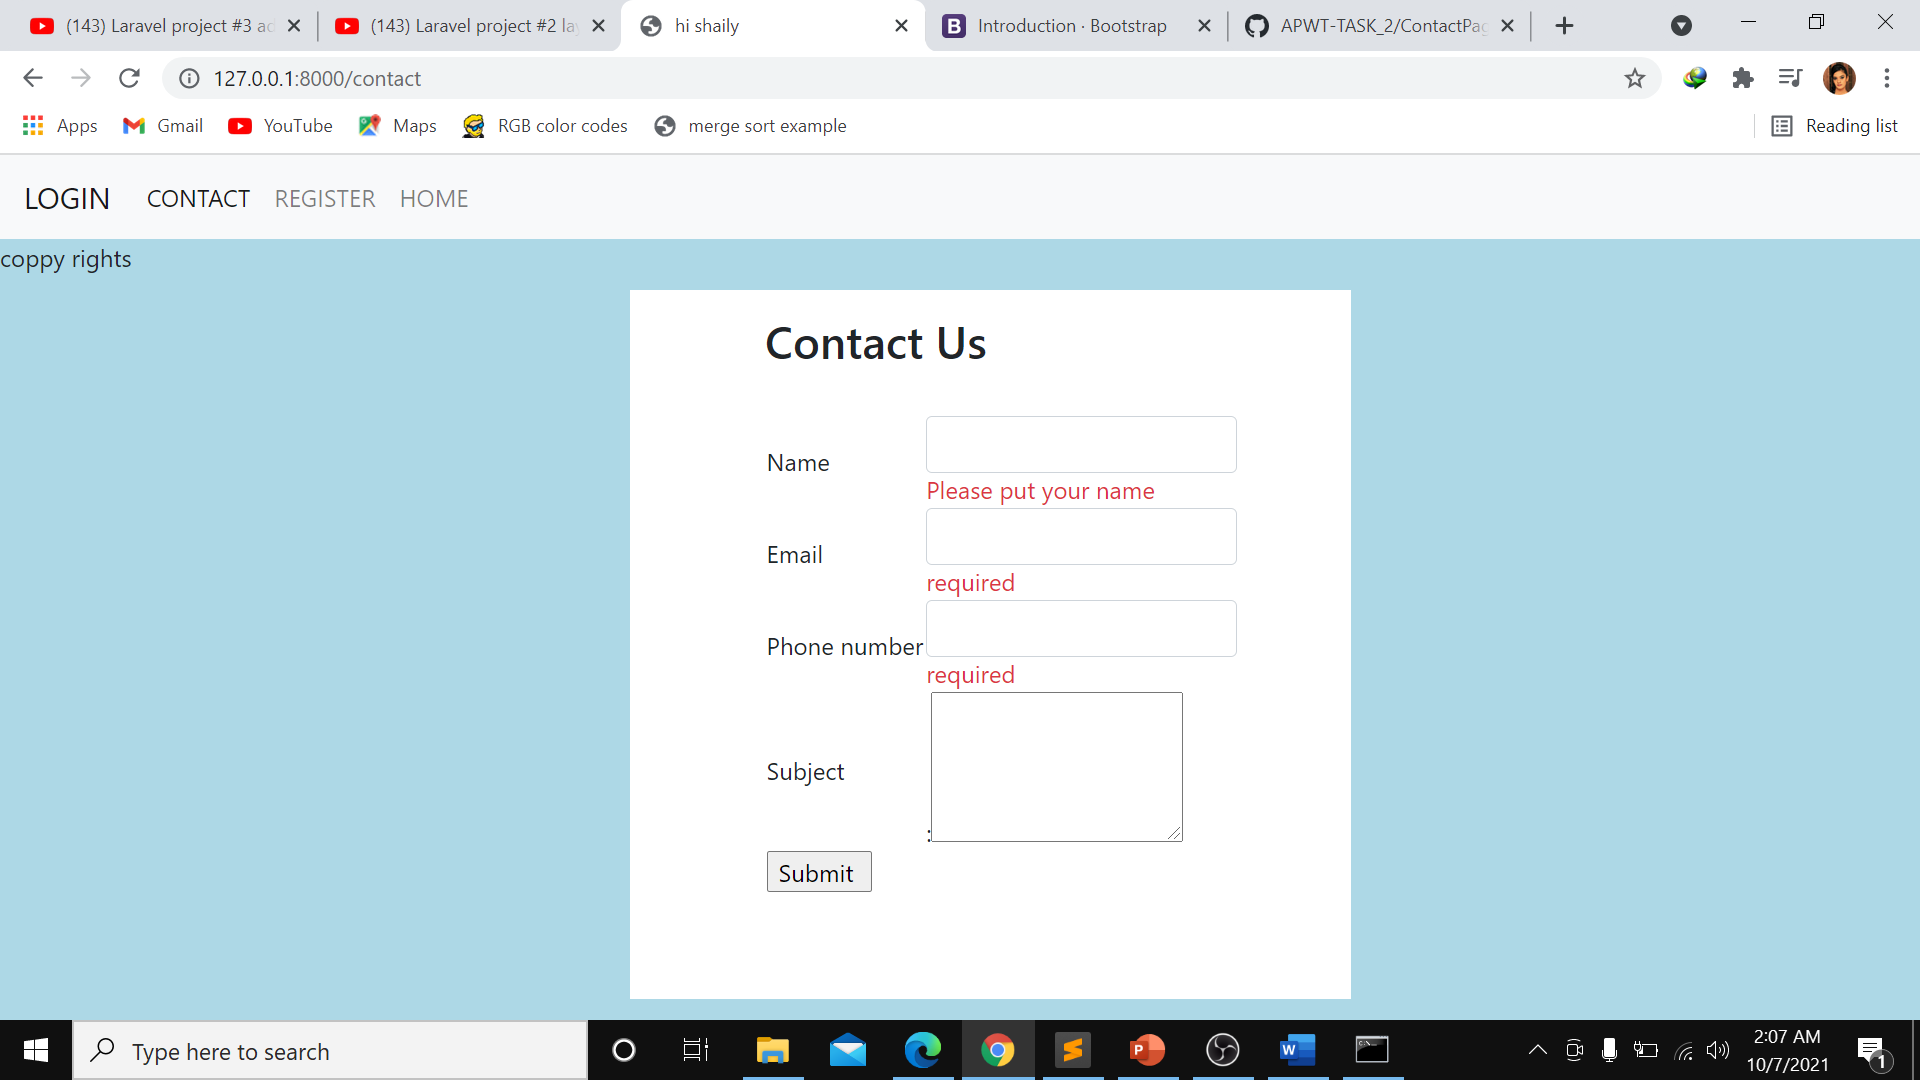 (143) Laravel project #3 ad
(143) Laravel project #2 la
hi shaily
Introduction · Bootstrap
APWT-TASK_2/ContactPag
127.0.0.1:8000/contact
Apps
Gmail
YouTube
Maps
RGB color codes
merge sort example
Reading list
LOGIN
CONTACT
REGISTER
HOME
coppy rights
Contact Us
Name
Please put your name
Email
required
Phone number
required
Subject
:
Submit
Type here to search
2:07 AM
10/7/2021
1